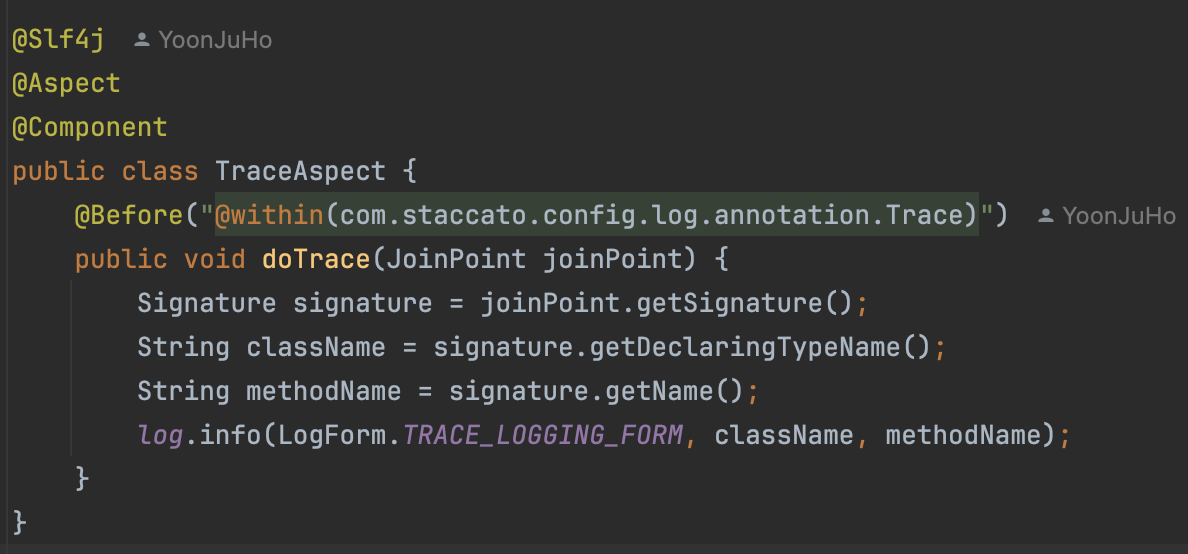 @Slf4j YoonJuHo
@Aspect
@Component
public class TraceAspect {
@Before("@within(com.staccato.config.log.annotation.Trace)") YoonJuHo
public void doTrace(JoinPoint joinPoint) {
Signature signature = joinPoint.getSignature();
String className = signature.getDeclaringTypeName();
String methodName = signature.getName();
log.info(LogForm.TRACE_LOGGING_FORM, className, methodName);
}
}